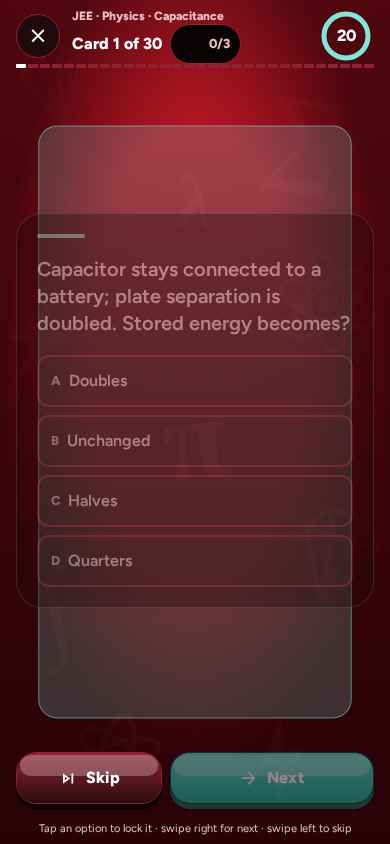 JEE · Physics · Capacitance
Card 1 of 30
0/3
20
Capacitor stays connected to a
battery; plate separation is
doubled. Stored energy becomes?
A Doubles
B Unchanged
C Halves
D Quarters
Skip
Next
Tap an option to lock it · swipe right for next · swipe left to skip